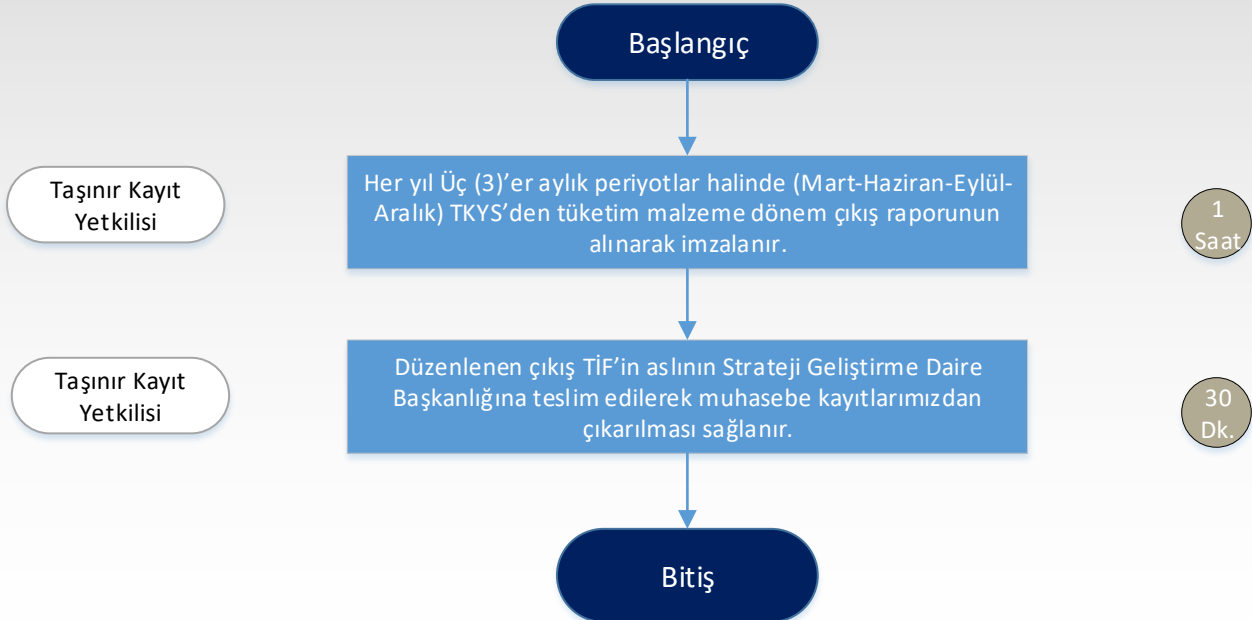 Başlangıç
Taşınır Kayıt
Yetkilisi
Her yıl Üç (3)’er aylık periyotlar halinde (Mart-Haziran-Eylül-
Aralık) TKYS’den tüketim malzeme dönem çıkış raporunun
alınarak imzalanır.
1
Saat
Taşınır Kayıt
Yetkilisi
Düzenlenen çıkış TİF’in aslının Strateji Geliştirme Daire
Başkanlığına teslim edilerek muhasebe kayıtlarımızdan
çıkarılması sağlanır.
30
Dk.
Bitiş